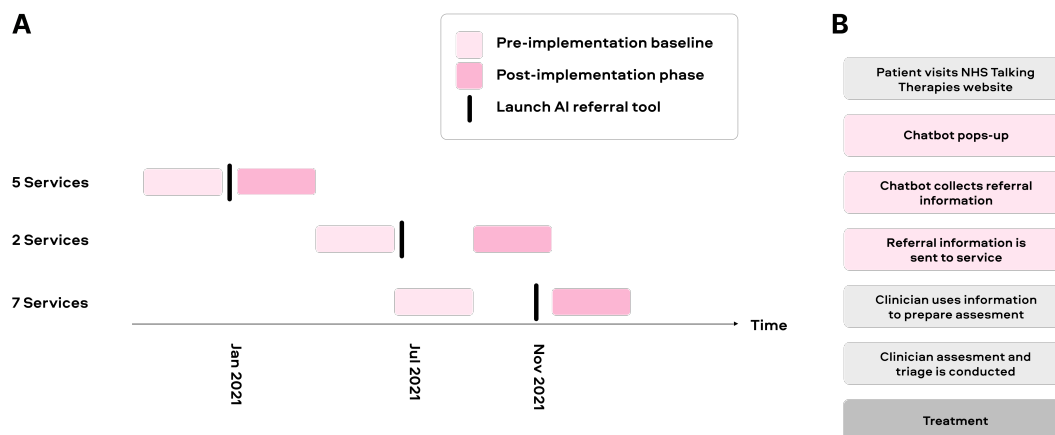 A
Pre-implementation baseline
Post-implementation phase
Launch AI referral tool
5 Services
2 Services
7 Services
Time
Jan 2021
Jul 2021
Nov 2021
B
Patient visits NHS Talking
Therapies website
Chatbot pops-up
Chatbot collects referral
information
Referral information is
sent to service
Clinician uses information
to prepare assesment
Clinician assesment and
triage is conducted
Treatment